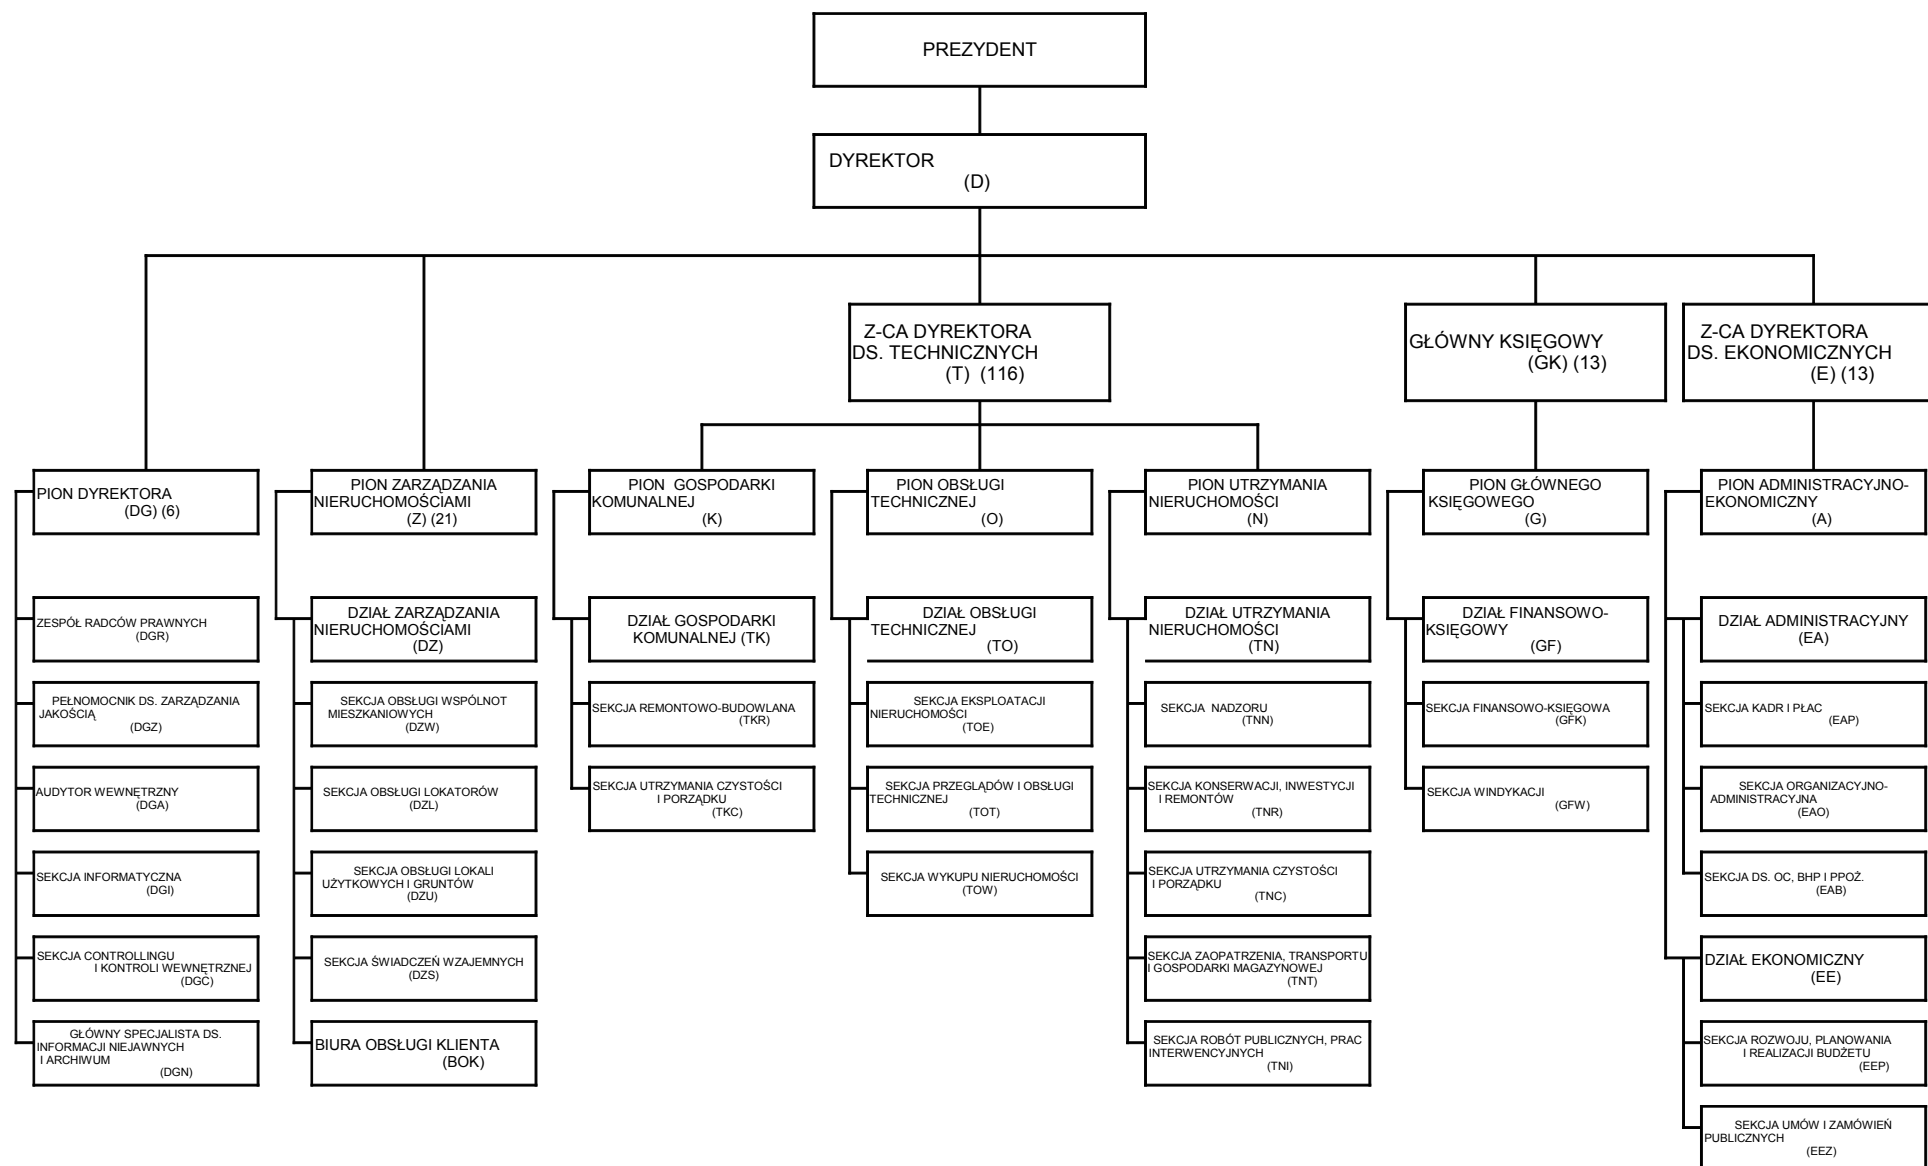 PREZYDENT
DYREKTOR
(D)
Z-CA DYREKTORA
DS. TECHNICZNYCH
(T) (116)
GŁÓWNY KSIĘGOWY
(GK) (13)
Z-CA DYREKTORA
DS. EKONOMICZNYCH
(E) (13)
PION DYREKTORA
(DG) (6)
PION ZARZĄDZANIA
NIERUCHOMOŚCIAMI
(Z) (21)
PION GOSPODARKI
KOMUNALNEJ
(K)
PION OBSŁUGI
TECHNICZNEJ
(O)
PION UTRZYMANIA
NIERUCHOMOŚCI
(N)
PION GŁÓWNEGO
KSIĘGOWEGO
(G)
PION ADMINISTRACYJNO-
EKONOMICZNY
(A)
ZESPÓŁ RADCÓW PRAWNYCH
(DGR)
DZIAŁ ZARZĄDZANIA
NIERUCHOMOŚCIAMI
(DZ)
DZIAŁ GOSPODARKI
KOMUNALNEJ (TK)
DZIAŁ OBSŁUGI
TECHNICZNEJ
(TO)
DZIAŁ UTRZYMANIA
NIERUCHOMOŚCI
(TN)
DZIAŁ FINANSOWO-
KSIĘGOWY
(GF)
DZIAŁ ADMINISTRACYJNY
(EA)
PEŁNOMOCNIK DS. ZARZĄDZANIA
JAKOŚCIĄ
(DGZ)
SEKCJA OBSŁUGI WSPÓLNOT
MIESZKANIOWYCH
(DZW)
SEKCJA REMONTOWO-BUDOWLANA
(TKR)
SEKCJA EKSPLOATACJI
NIERUCHOMOŚCI
(TOE)
SEKCJA NADZORU
(TNN)
SEKCJA FINANSOWO-KSIĘGOWA
(GFK)
SEKCJA KADR I PŁAC
(EAP)
AUDYTOR WEWNĘTRZNY
(DGA)
SEKCJA OBSŁUGI LOKATORÓW
(DZL)
SEKCJA UTRZYMANIA CZYSTOŚCI
I PORZĄDKU
(TKC)
SEKCJA PRZEGLĄDÓW I OBSŁUGI
TECHNICZNEJ
(TOT)
SEKCJA KONSERWACJI, INWESTYCJI
I REMONTÓW
(TNR)
SEKCJA WINDYKACJI
(GFW)
SEKCJA ORGANIZACYJNO-
ADMINISTRACYJNA
(EAO)
SEKCJA INFORMATYCZNA
(DGI)
SEKCJA OBSŁUGI LOKALI
UŻYTKOWYCH I GRUNTÓW
(DZU)
SEKCJA WYKUPU NIERUCHOMOŚCI
(TOW)
SEKCJA UTRZYMANIA CZYSTOŚCI
I PORZĄDKU
(TNC)
SEKCJA DS. OC, BHP I PPOŻ.
(EAB)
SEKCJA CONTROLLINGU
I KONTROLI WEWNĘTRZNEJ
(DGC)
SEKCJA ŚWIADCZEŃ WZAJEMNYCH
(DZS)
SEKCJA ZAOPATRZENIA, TRANSPORTU
I GOSPODARKI MAGAZYNOWEJ
(TNT)
DZIAŁ EKONOMICZNY
(EE)
GŁÓWNY SPECJALISTA DS.
INFORMACJI NIEJAWNYCH
I ARCHIWUM
(DGN)
BIURA OBSŁUGI KLIENTA
(BOK)
SEKCJA ROBÓT PUBLICZNYCH, PRAC
INTERWENCYJNYCH
(TNI)
SEKCJA ROZWOJU, PLANOWANIA
I REALIZACJI BUDŻETU
(EEP)
SEKCJA UMÓW I ZAMÓWIEŃ
PUBLICZNYCH
(EEZ)